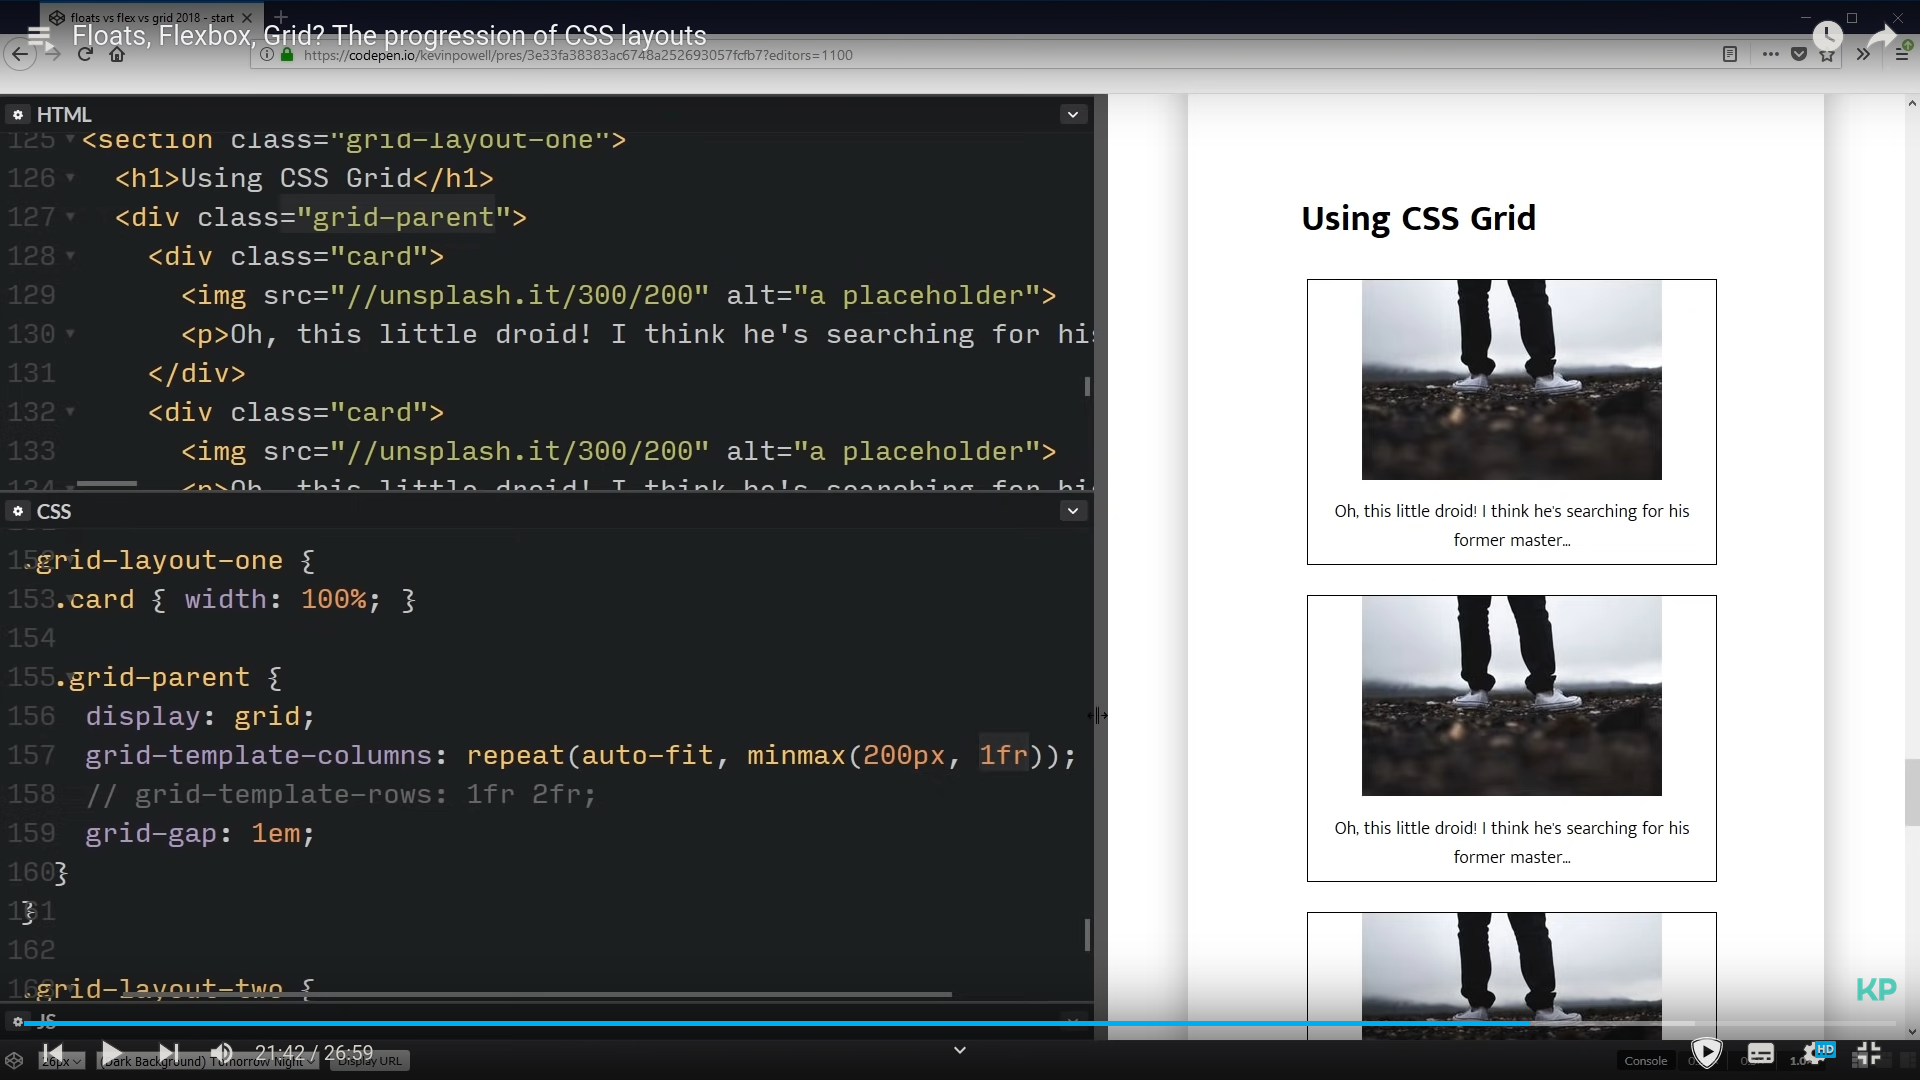 floats vs flex vs grid 2018 - start
Floats, Flexbox, Grid? The progression of CSS layouts
https://codepen.io/kevinpowell/pres/3e33fa38383ac6748a252693057fcfb7?editors=1100
HTML
125 <section class="grid-layout-one">
126 <h1>Using CSS Grid</h1>
127 <div class="grid-parent">
128 <div class="card">
129 <img src="//unsplash.it/300/200" alt="a placeholder">
130 <p>Oh, this little droid! I think he's searching for his
131 </div>
132 <div class="card">
133 <img src="//unsplash.it/300/200" alt="a placeholder">
134 <p>Oh, this little droid! I think he's searching for his
CSS
152 .grid-layout-one {
153 .card { width: 100%; }
154
155 .grid-parent {
156 display: grid;
157 grid-template-columns: repeat(auto-fit, minmax(200px, 1fr));
158 // grid-template-rows: 1fr 2fr;
159 grid-gap: 1em;
160 }
161 }
162
163 .grid-layout-two {
JS
Using CSS Grid
Oh, this little droid! I think he's searching for his
former master...
Oh, this little droid! I think he's searching for his
former master...
KP
21:42 / 26:59
26px
(Dark Background) Tomorrow Night
Display URL
Console
HD